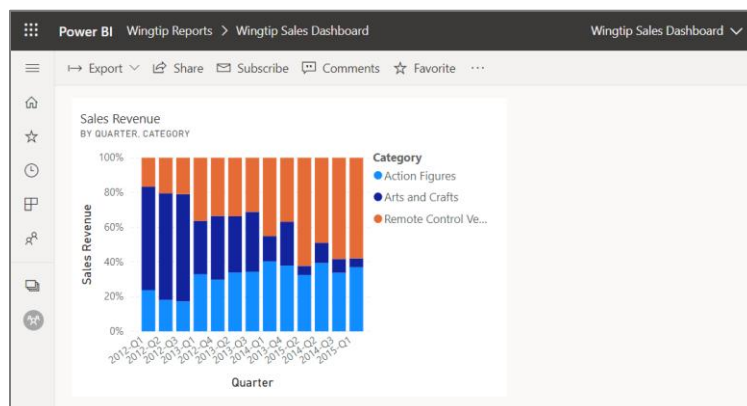 Power BI Wingtip Reports > Wingtip Sales Dashboard Wingtip Sales Dashboard
Export Share Subscribe Comments Favorite ...
Sales Revenue
BY QUARTER, CATEGORY
100%
80%
60%
40%
20%
0%
Sales Revenue
Category
Action Figures
Arts and Crafts
Remote Control Ve...
2012-Q1
2012-Q2
2012-Q3
2013-Q1
2012-Q4
2013-Q2
2013-Q3
2014-Q1
2013-Q4
2015-Q2
2014-Q2
2014-Q3
2015-Q1
Quarter